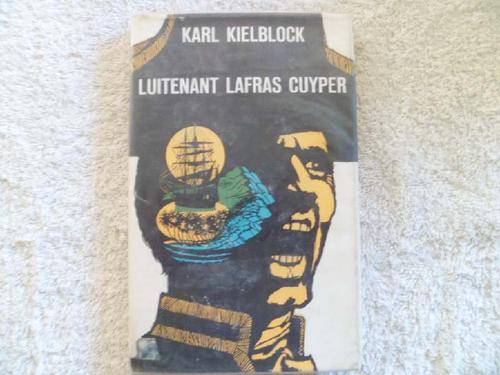 KARL KIELBLOCK
LUITENANT LAFRAS CUYPER